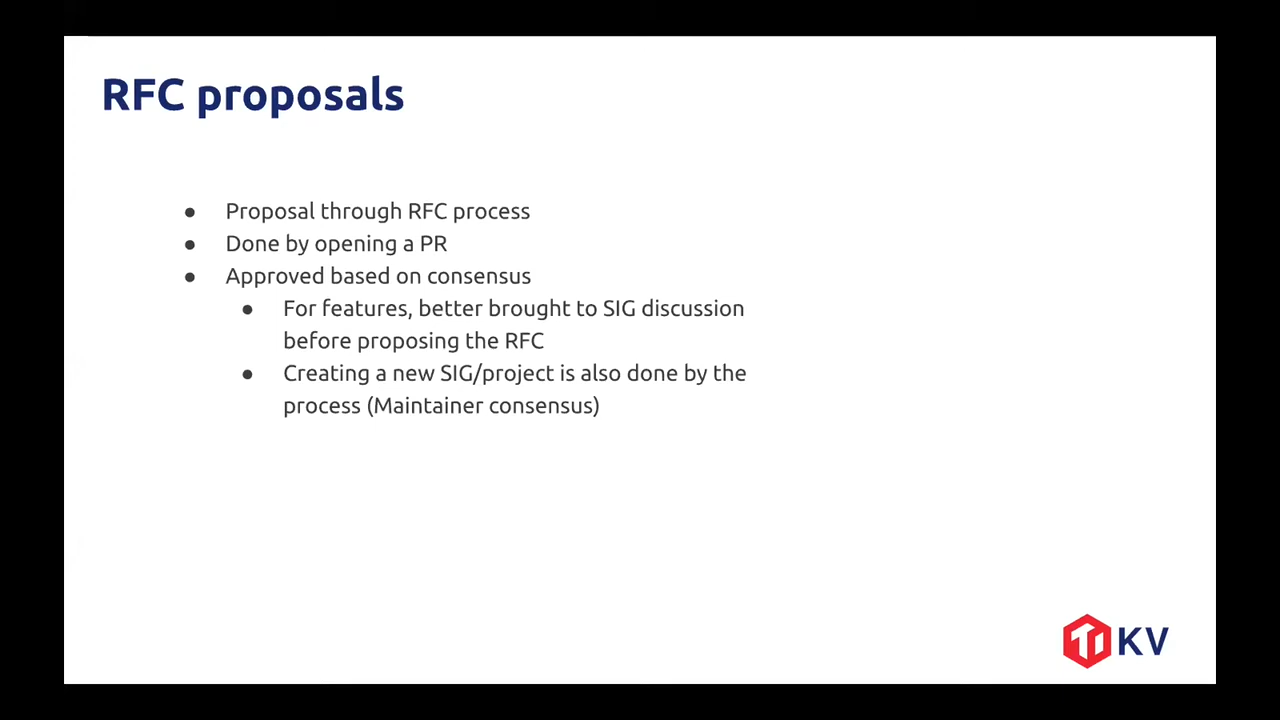 RFC proposals
● Proposal through RFC process
● Done by opening a PR
● Approved based on consensus
● For features, better brought to SIG discussion
before proposing the RFC
● Creating a new SIG/project is also done by the
process (Maintainer consensus)
TiKV